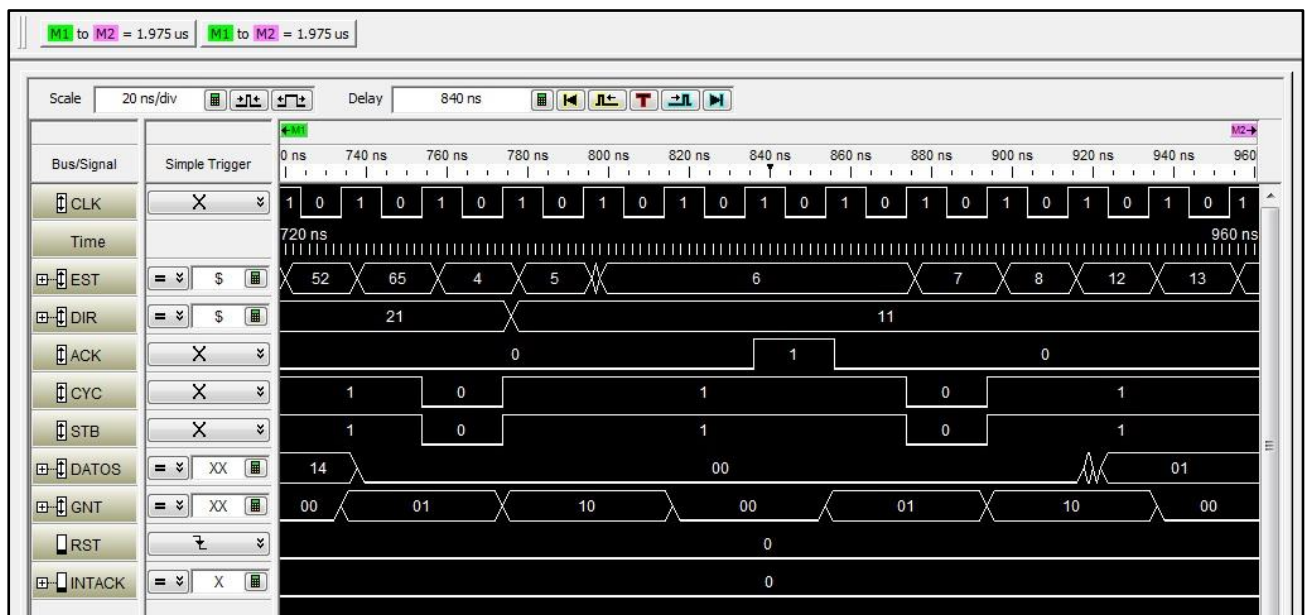 M1 to M2 = 1.975 us M1 to M2 = 1.975 us
Scale 20 ns/div Delay 840 ns T
M1 M2
Bus/Signal Simple Trigger 0 ns 740 ns 760 ns 780 ns 800 ns 820 ns 840 ns 860 ns 880 ns 900 ns 920 ns 940 ns 960
CLK X 1 0 1 0 1 0 1 0 1 0 1 0 1 0 1 0 1 0 1 0 1 0 1 0 1
Time 720 ns 960 ns
EST = $ 52 65 4 5 6 7 8 12 13
DIR = $ 21 11
ACK X 0 1 0
CYC X 1 0 1 0 1
STB X 1 0 1 0 1
DATOS = XX 14 00 01
GNT = XX 00 01 10 00 01 10 00
RST 0
INTACK = X 0